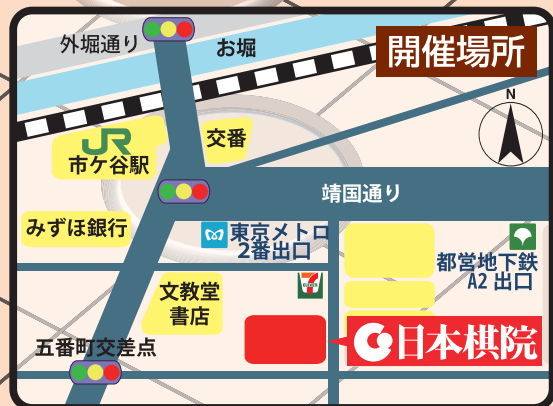 外堀通り
お堀
開催場所
N
JR
市ケ谷駅
交番
靖国通り
みずほ銀行
東京メトロ
2番出口
都営地下鉄
A2 出口
文教堂
書店
7
ELEVEN
五番町交差点
日本棋院